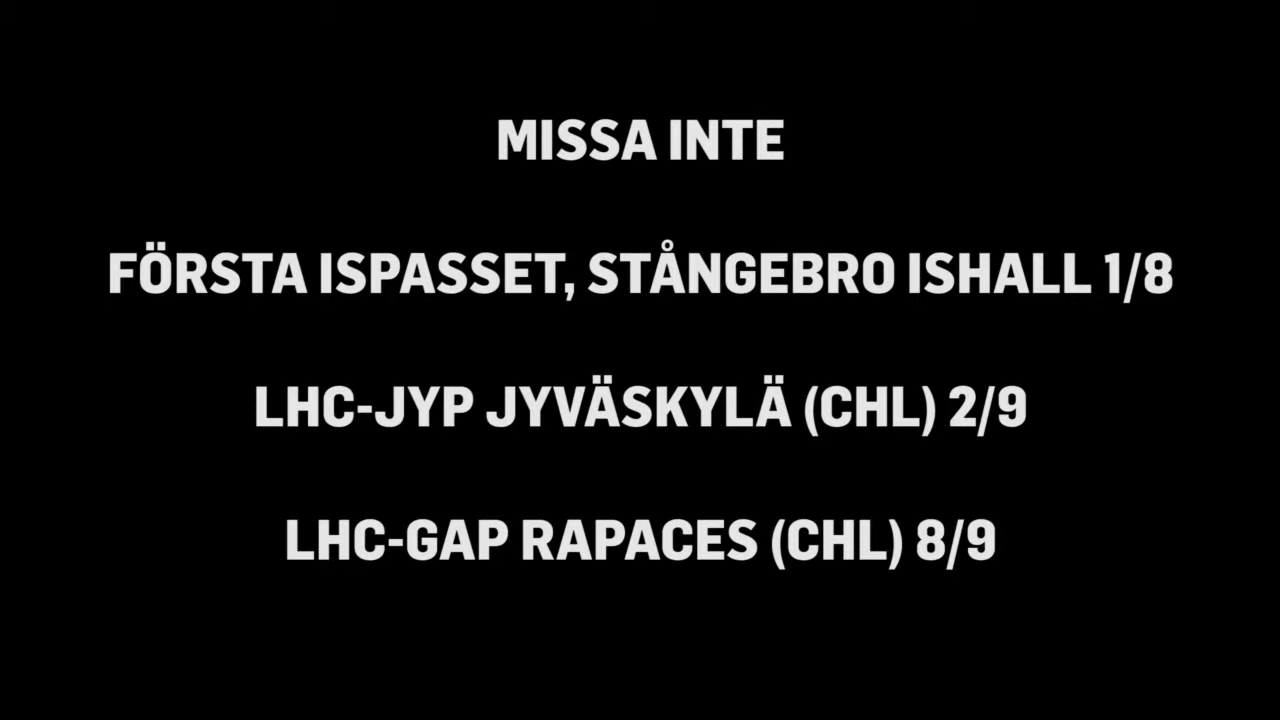 MISSA INTE
FÖRSTA ISPASSET, STÅNGEBRO ISHALL 1/8
LHC-JYP JYVÄSKYLÄ (CHL) 2/9
LHC-GAP RAPACES (CHL) 8/9